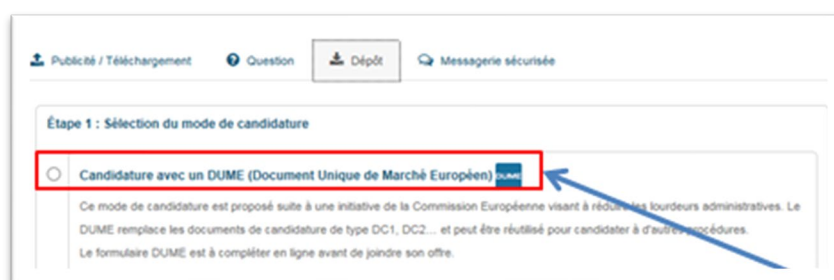 Publicité / Téléchargement Question Dépôt Messagerie sécurisée
Étape 1 : Sélection du mode de candidature
Candidature avec un DUME (Document Unique de Marché Européen) DUME
Ce mode de candidature est proposé suite à une initiative de la Commission Européenne visant à réduire les lourdeurs administratives. Le
DUME remplace les documents de candidature de type DC1, DC2... et peut être réutilisé pour candidater à d'autres procédures.
Le formulaire DUME est à compléter en ligne avant de joindre son offre.